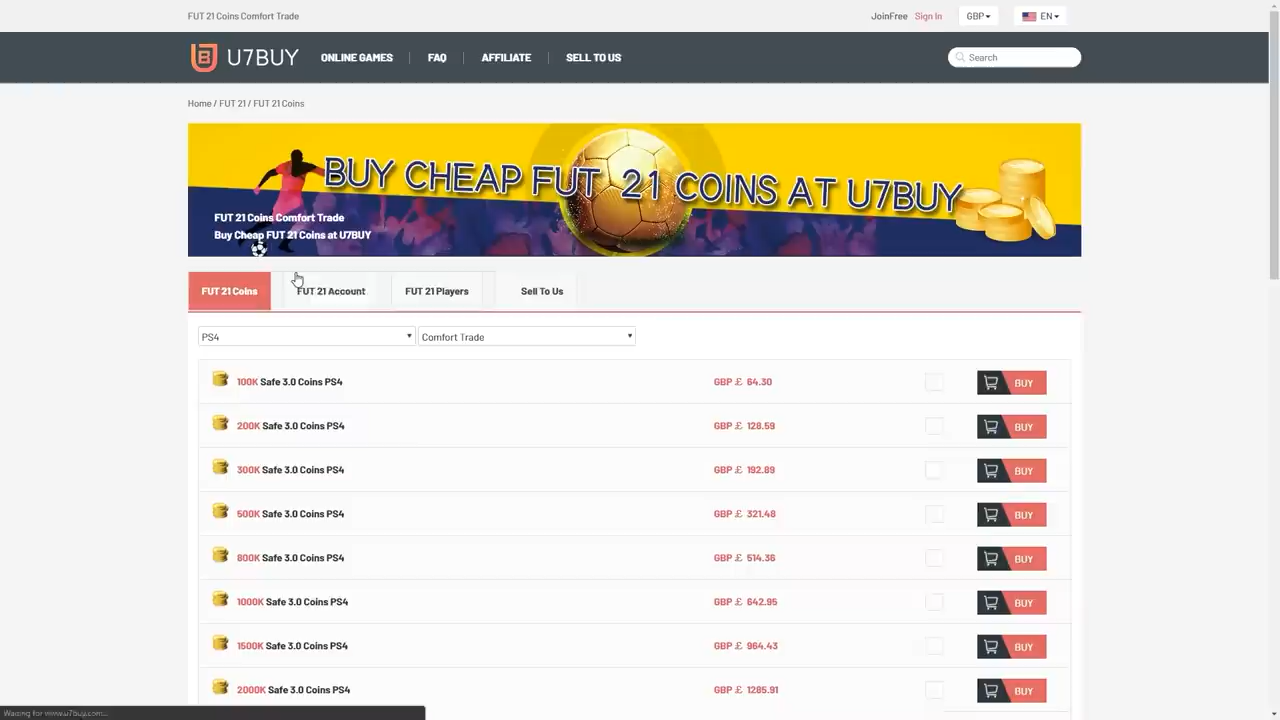 FUT 21 Coins Comfort Trade
JoinFree Sign In GBP EN
U7BUY ONLINE GAMES FAQ AFFILIATE SELL TO US Search
Home / FUT 21 / FUT 21 Coins
BUY CHEAP FUT 21 COINS AT U7BUY
FUT 21 Coins Comfort Trade
Buy Cheap FUT 21 Coins at U7BUY
FUT 21 Coins FUT 21 Account FUT 21 Players Sell To Us
PS4 Comfort Trade
100K Safe 3.0 Coins PS4 GBP £ 64.30 BUY
200K Safe 3.0 Coins PS4 GBP £ 128.59 BUY
300K Safe 3.0 Coins PS4 GBP £ 192.89 BUY
500K Safe 3.0 Coins PS4 GBP £ 321.48 BUY
800K Safe 3.0 Coins PS4 GBP £ 514.36 BUY
1000K Safe 3.0 Coins PS4 GBP £ 642.95 BUY
1500K Safe 3.0 Coins PS4 GBP £ 964.43 BUY
2000K Safe 3.0 Coins PS4 GBP £ 1285.91 BUY
Waiting for www.u7buy.com...